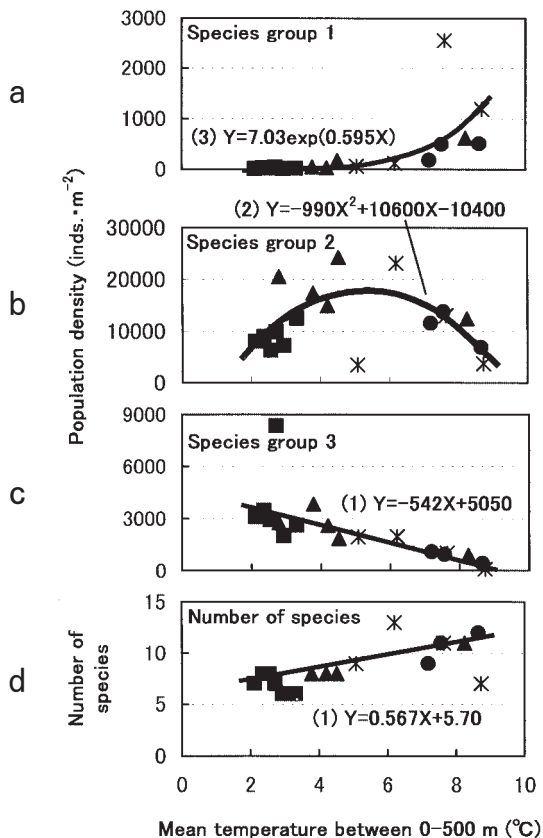 a
Population density (inds.·m⁻²)
3000
2000
1000
0
Species group 1
(3) Y=7.03exp(0.595X)
(2) Y=-990X²+10600X-10400
b
30000
20000
10000
0
Species group 2
c
9000
6000
3000
0
Species group 3
(1) Y=-542X+5050
d
Number of
species
15
10
5
0
Number of species
(1) Y=0.567X+5.70
0 2 4 6 8 10
Mean temperature between 0-500 m (℃)